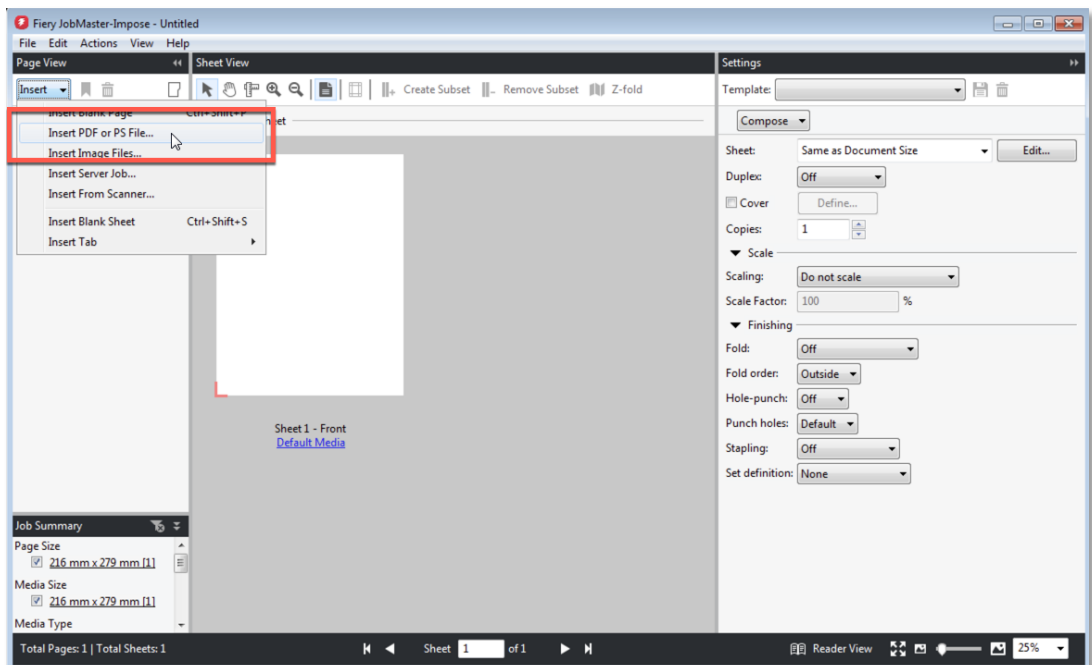 Fiery JobMaster-Impose - Untitled
File Edit Actions View Help
Page View
Sheet View
Settings
Insert
Create Subset
Remove Subset
Z-fold
Template:
Insert Blank Page Ctrl+Shift+P
Insert PDF or PS File...
Insert Image Files...
Insert Server Job...
Insert From Scanner...
Insert Blank Sheet Ctrl+Shift+S
Insert Tab
Compose
Sheet: Same as Document Size Edit...
Duplex: Off
Cover Define...
Copies: 1
Scale
Scaling: Do not scale
Scale Factor: 100 %
Finishing
Fold: Off
Fold order: Outside
Hole-punch: Off
Punch holes: Default
Stapling: Off
Set definition: None
Sheet 1 - Front
Default Media
Job Summary
Page Size
216 mm x 279 mm [1]
Media Size
216 mm x 279 mm [1]
Media Type
Total Pages: 1 | Total Sheets: 1
Sheet 1 of 1
Reader View
25%